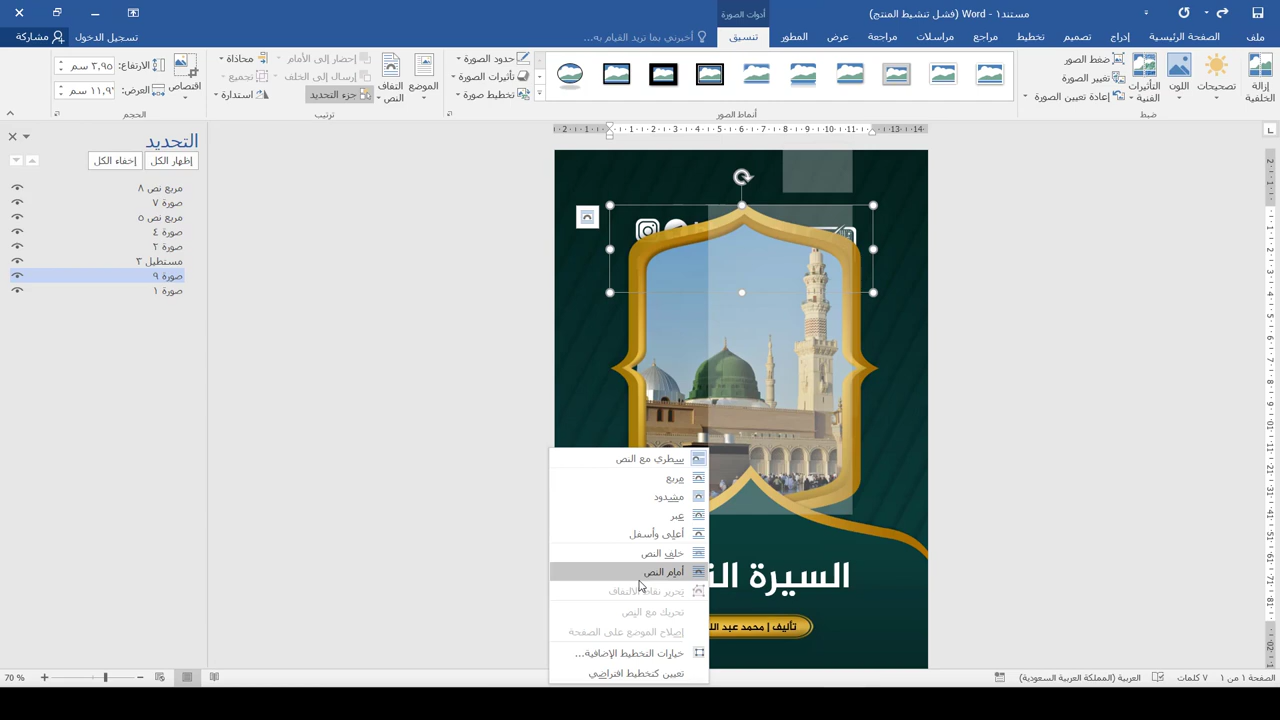 مستند١ - Word (فشل تنشيط المنتج)
أدوات الصورة
ملف
الصفحة الرئيسية
إدراج
تصميم
تخطيط
مراجع
مراسلات
مراجعة
عرض
المطور
تنسيق
أخبرني بما تريد القيام به...
تسجيل الدخول
مشاركة
إزالة الخلفية
تصحيحات
اللون
التأثيرات الفنية
ضغط الصور
تغيير الصورة
إعادة تعيين الصورة
ضبط
أنماط الصور
حدود الصورة
تأثيرات الصورة
تخطيط صورة
الموضع
التفاف النص
إحضار إلى الأمام
إرسال إلى الخلف
جزء التحديد
محاذاة
تجميع
استدارة
ترتيب
اقتصاص
الارتفاع: ٣,٩٥ سم
العرض:
الحجم
التحديد
إظهار الكل
إخفاء الكل
مربع نص ٨
صورة ٧
مربع نص ٥
صورة ٤
صورة ٢
مستطيل ٣
صورة ٩
صورة ١
سطري مع النص
مربع
مشدود
عبر
أعلى وأسفل
خلف النص
أمام النص
تحرير نقاط الالتفاف
تحريك مع النص
إصلاح الموضع على الصفحة
خيارات التخطيط الإضافية...
تعيين كتخطيط افتراضي
السيرة
تأليف | محمد عبد
صفحة ١ من ١
٧ كلمات
العربية (المملكة العربية السعودية)
70 %